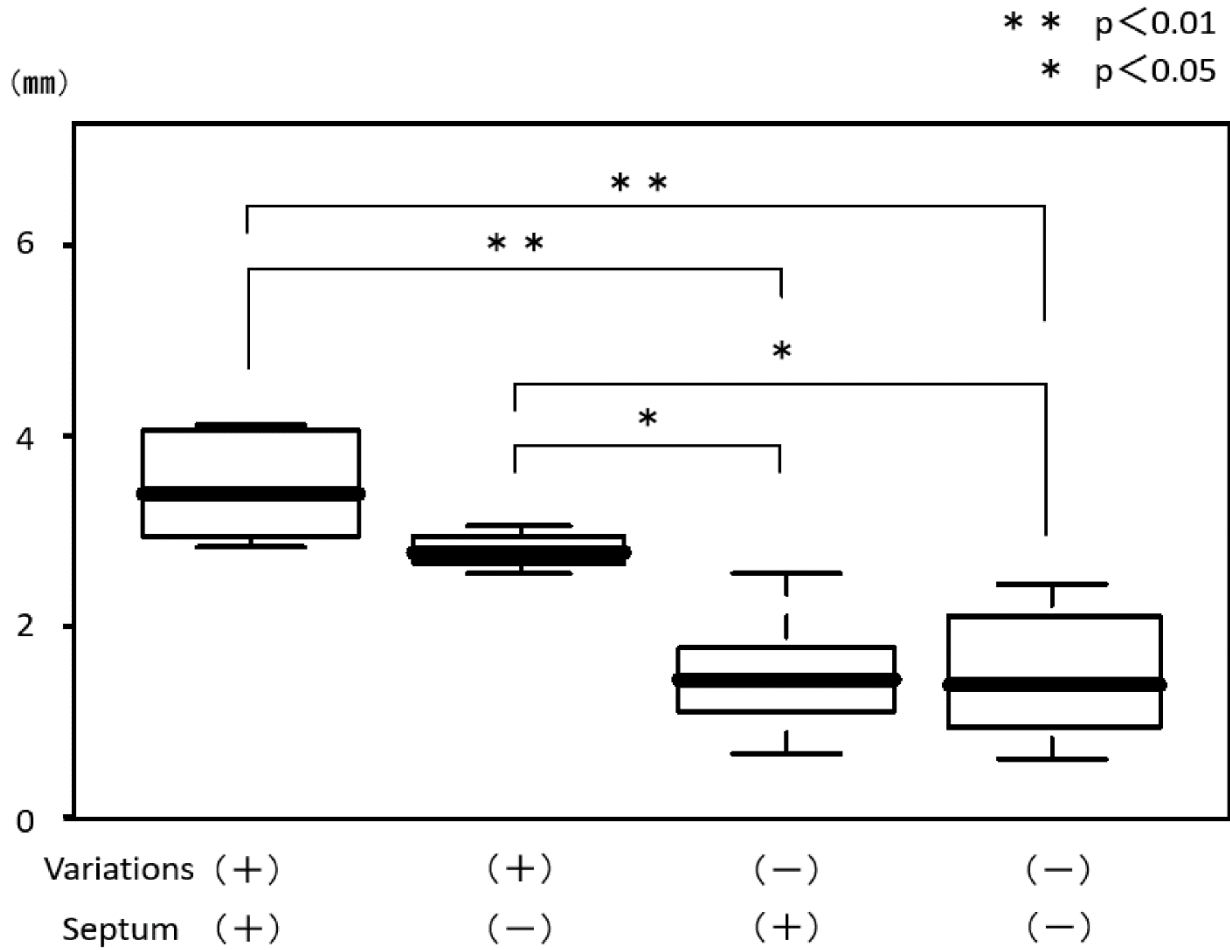 ** p＜0.01
* p＜0.05
(㎜)
**
6
**
*
*
4
2
0
Variations (＋) (＋) (－) (－)
Septum (＋) (－) (＋) (－)